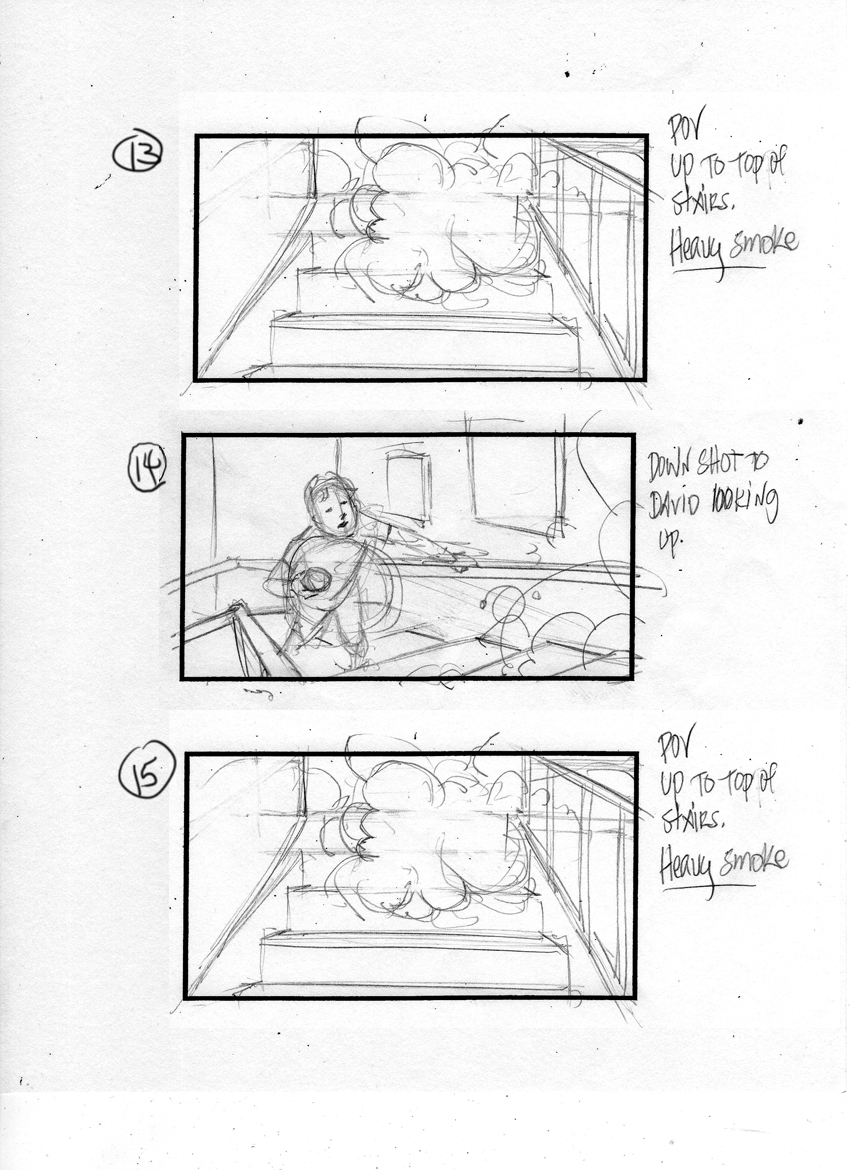 13
POV
UP TO TOP of
STAIRS.
Heavy smoke
14
DOWN SHOT TO
DAVID looking
UP.
15
POV
UP TO TOP of
STAIRS.
Heavy smoke